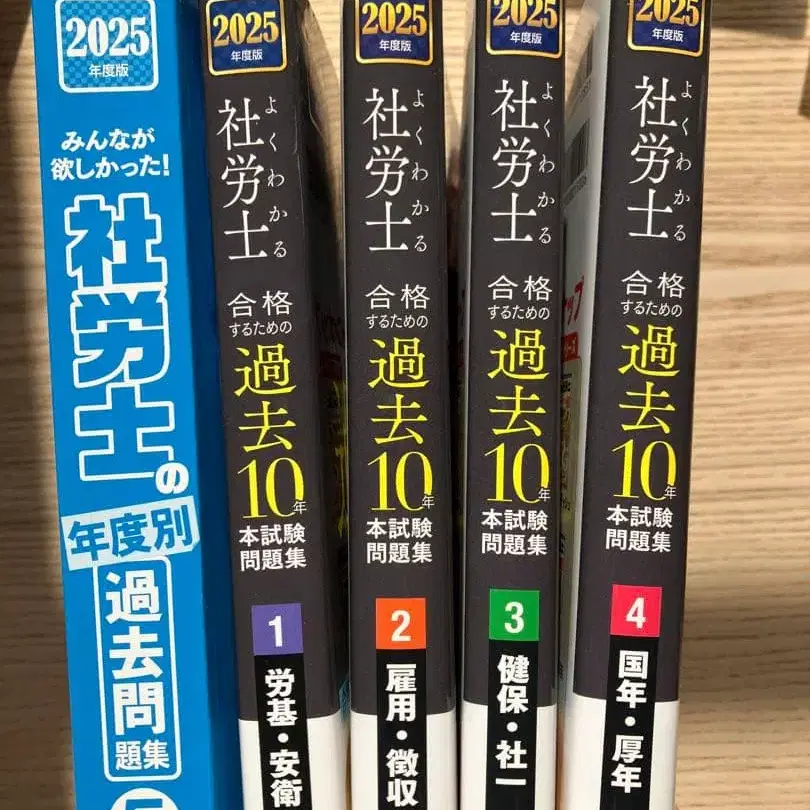 2025
年度版
みんなが
欲しかった!
社労士の
年度別
過去問
題集
2025
年度版
よくわかる
社労士
合格
するための
過去10年
本試験
問題集
1
労基・安衛
2025
年度版
よくわかる
社労士
合格
するための
過去10年
本試験
問題集
2
雇用・徴収
2025
年度版
よくわかる
社労士
合格
するための
過去10年
本試験
問題集
3
健保・社一
2025
年度版
よくわかる
社労士
合格
するための
過去10年
本試験
問題集
4
国年・厚年